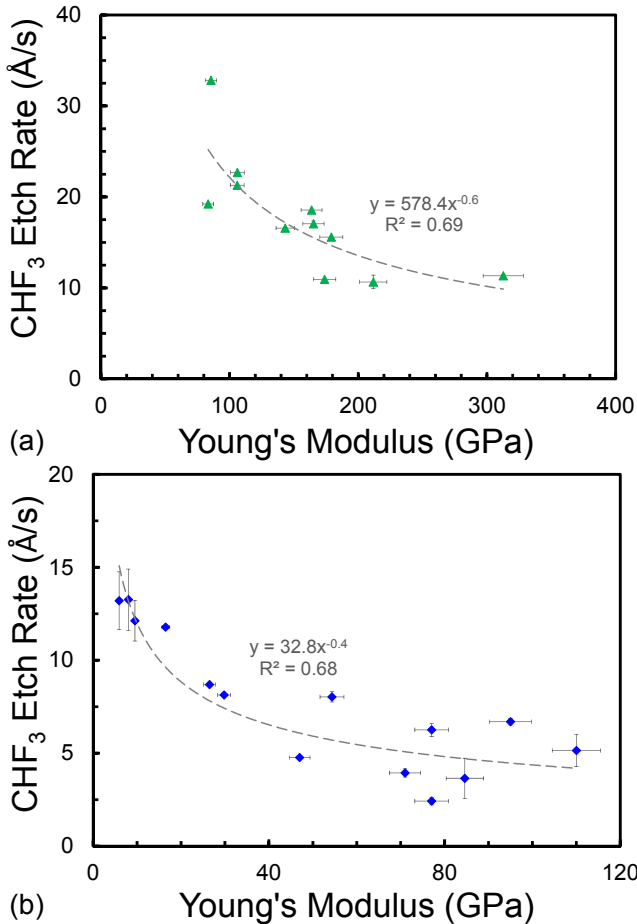 40
30
20
10
0
CHF₃ Etch Rate (Å/s)
y = 578.4x⁻⁰·⁶
R² = 0.69
0 100 200 300 400
(a) Young's Modulus (GPa)
20
15
10
5
0
CHF₃ Etch Rate (Å/s)
y = 32.8x⁻⁰·⁴
R² = 0.68
0 40 80 120
(b) Young's Modulus (GPa)